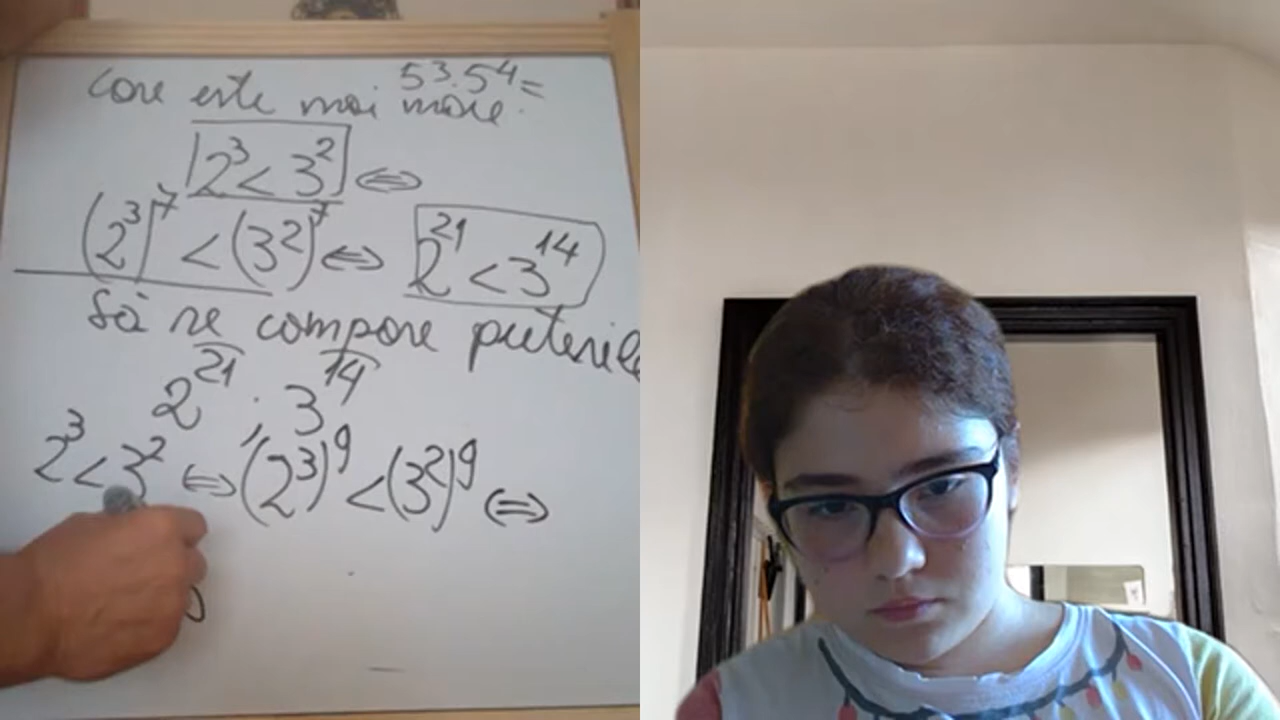 Care este mai mare.
5³·5⁴=
2³<3² ⇔
(2³)⁷ < (3²)⁷ ⇔ 2²¹ < 3¹⁴
Să se compare puterile
2²¹ ; 3¹⁴
2³<3² ⇔ (2³)⁹ < (3²)⁹ ⇔